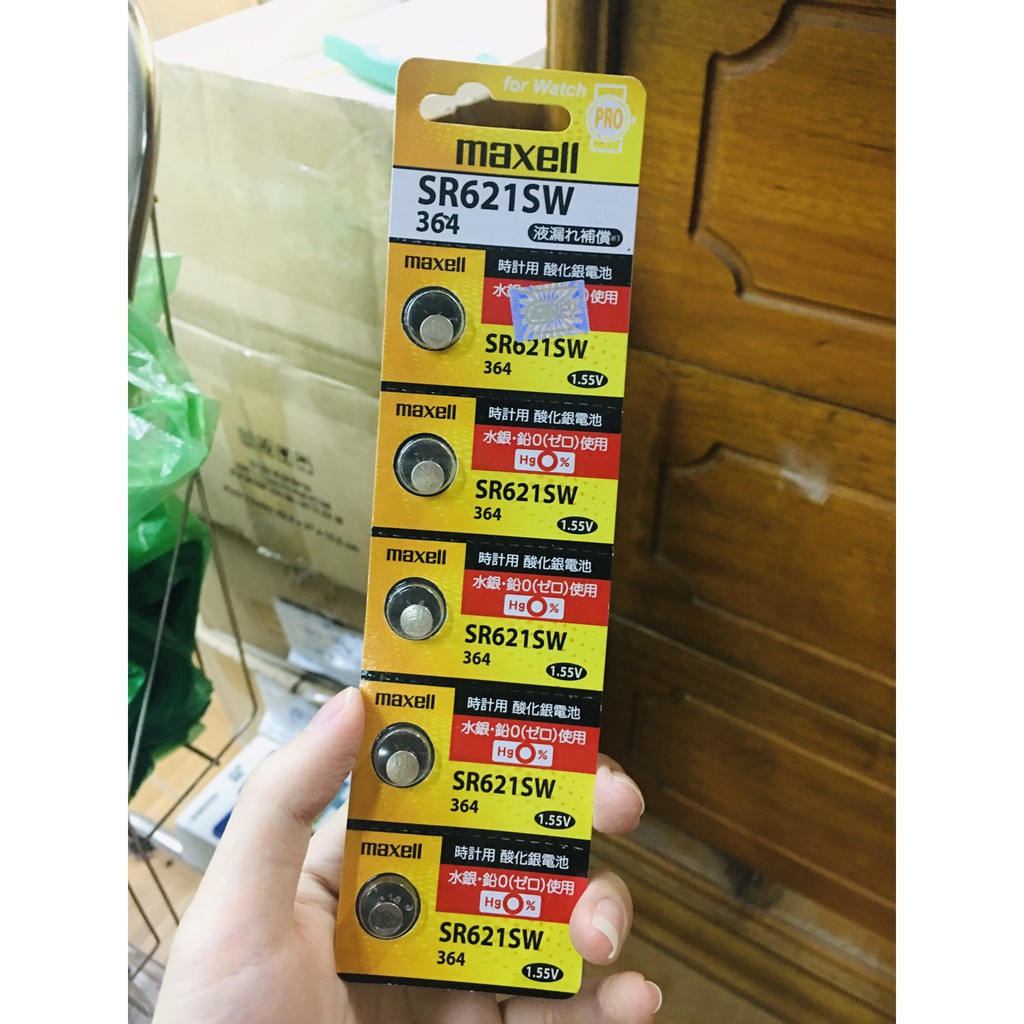 for Watch
PRO
maxell
SR621SW
364
液漏れ補償
maxell
時計用 酸化銀電池
水 使用
SR621SW
364
1.55V
maxell
時計用 酸化銀電池
水銀・鉛0(ゼロ)使用
Hg0%
SR621SW
364
1.55V
maxell
時計用 酸化銀電池
水銀・鉛0(ゼロ)使用
Hg0%
SR621SW
364
1.55V
maxell
時計用 酸化銀電池
水銀・鉛0(ゼロ)使用
Hg0%
SR621SW
364
1.55V
maxell
時計用 酸化銀電池
水銀・鉛0(ゼロ)使用
Hg0%
SR621SW
364
1.55V